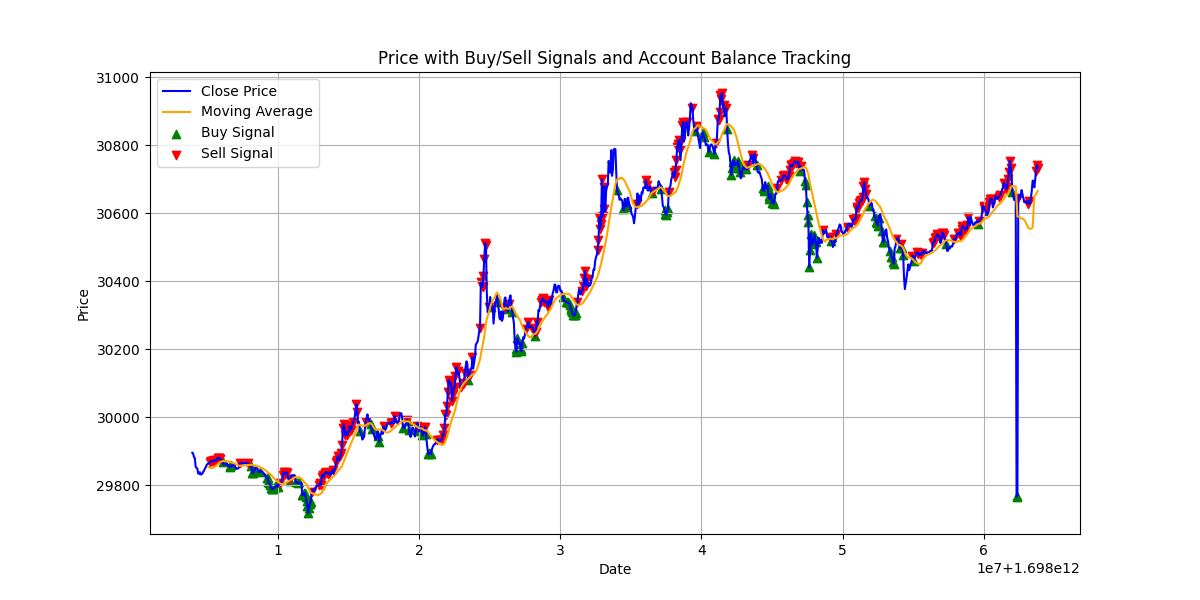 Price with Buy/Sell Signals and Account Balance Tracking
31000
30800
30600
30400
30200
30000
29800
Price
Close Price
Moving Average
Buy Signal
Sell Signal
1 2 3 4 5 6
Date
1e7+1.698e12